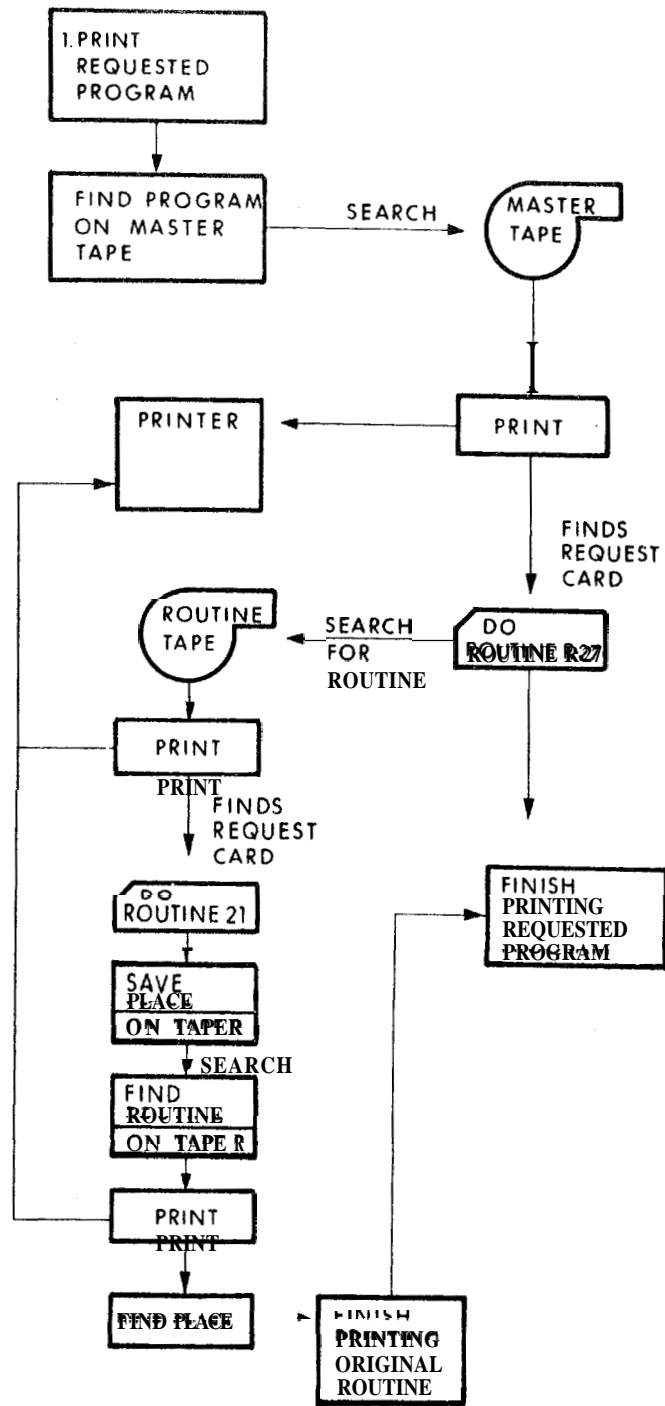 1. PRINT
REQUESTED
PROGRAM
FIND PROGRAM
ON MASTER
TAPE
SEARCH
MASTER
TAPE
PRINTER
PRINT
FINDS
REQUEST
CARD
ROUTINE
TAPE
SEARCH
FOR
ROUTINE
DO
ROUTINE R27
PRINT
PRINT
FINDS
REQUEST
CARD
DO
ROUTINE 21
FINISH
PRINTING
REQUESTED
PROGRAM
SAVE
PLACE
ON TAPER
SEARCH
FIND
ROUTINE
ON TAPE R
PRINT
PRINT
FIND PLACE
FINISH
PRINTING
ORIGINAL
ROUTINE